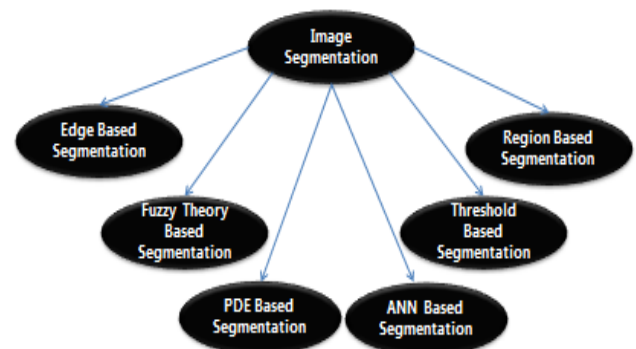 Image
Segmentation
Edge Based
Segmentation
Region Based
Segmentation
Fuzzy Theory
Based
Segmentation
Threshold
Based
Segmentation
PDE Based
Segmentation
ANN Based
Segmentation